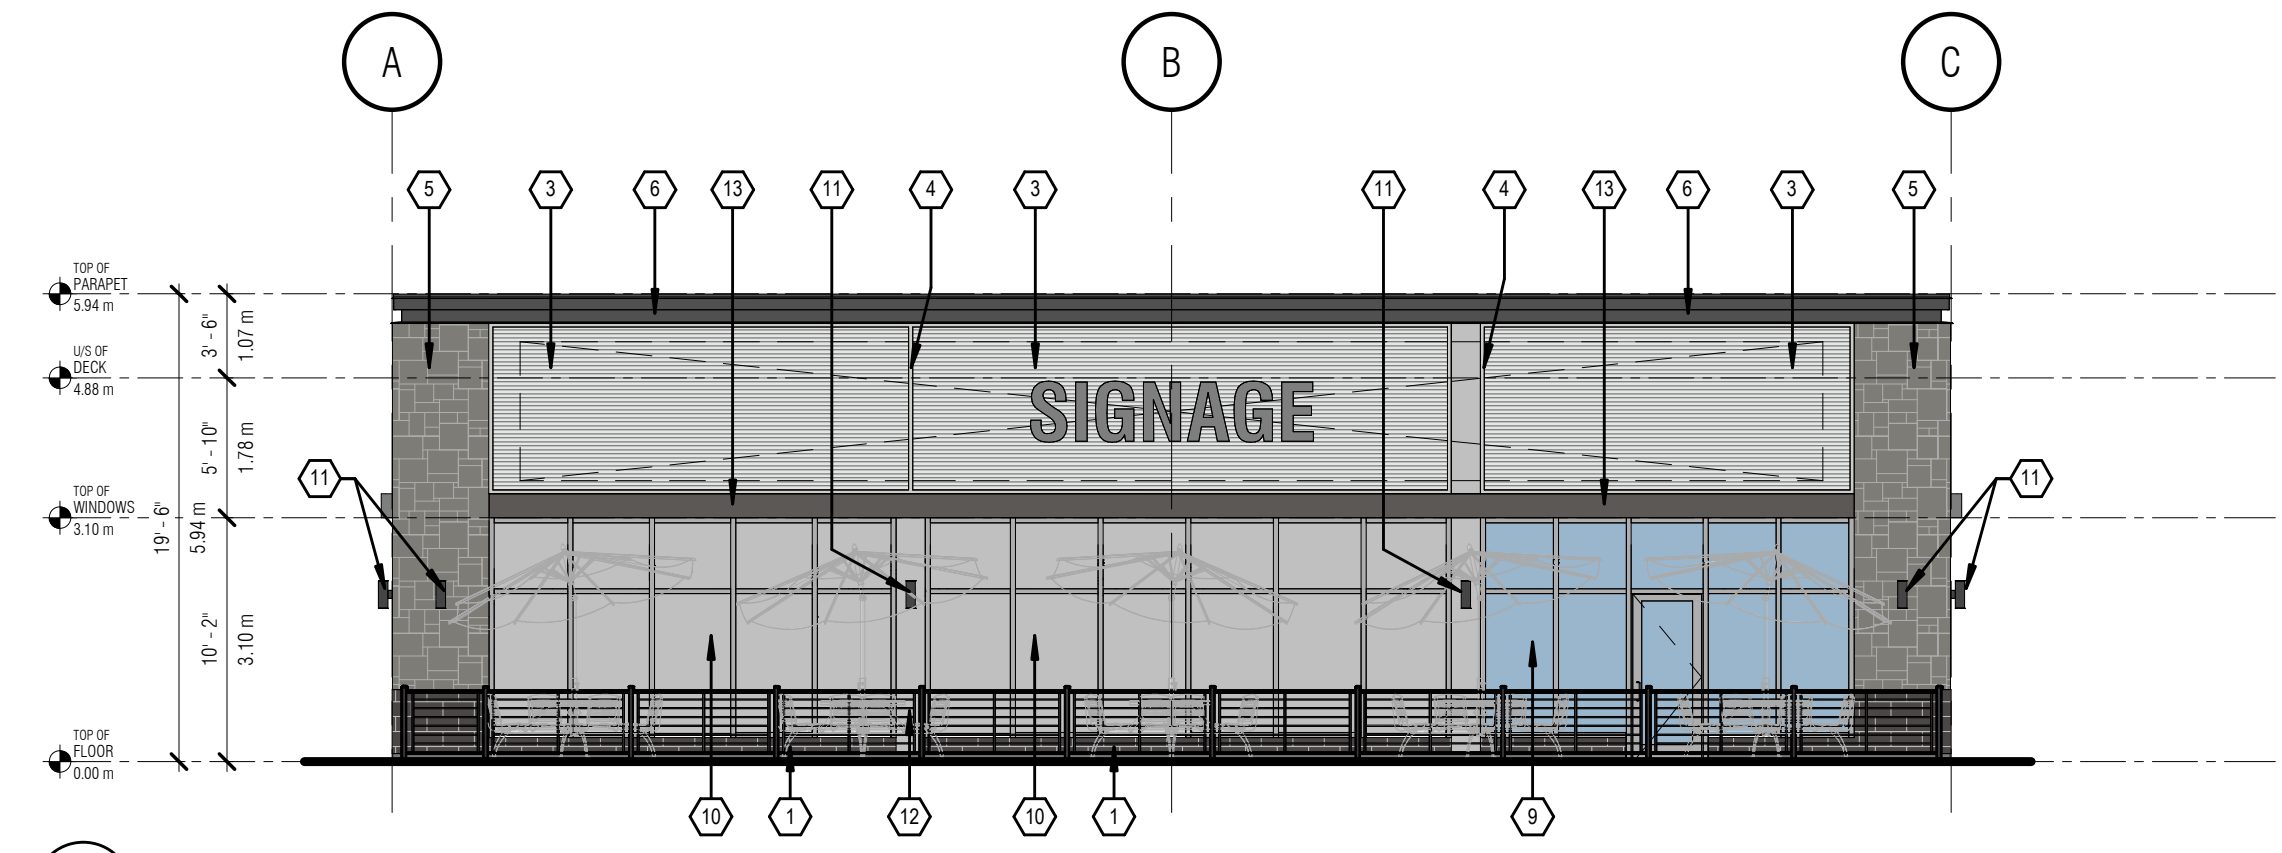 A
B
C
5
3
6
13
11
4
3
11
4
13
6
3
5
TOP OF
PARAPET
5.94 m
3' - 6"
1.07 m
U/S OF
DECK
4.88 m
5' - 10"
1.78 m
SIGNAGE
11
11
TOP OF
WINDOWS
3.10 m
19' - 6"
5.94 m
10' - 2"
3.10 m
TOP OF
FLOOR
0.00 m
10
1
12
10
1
9